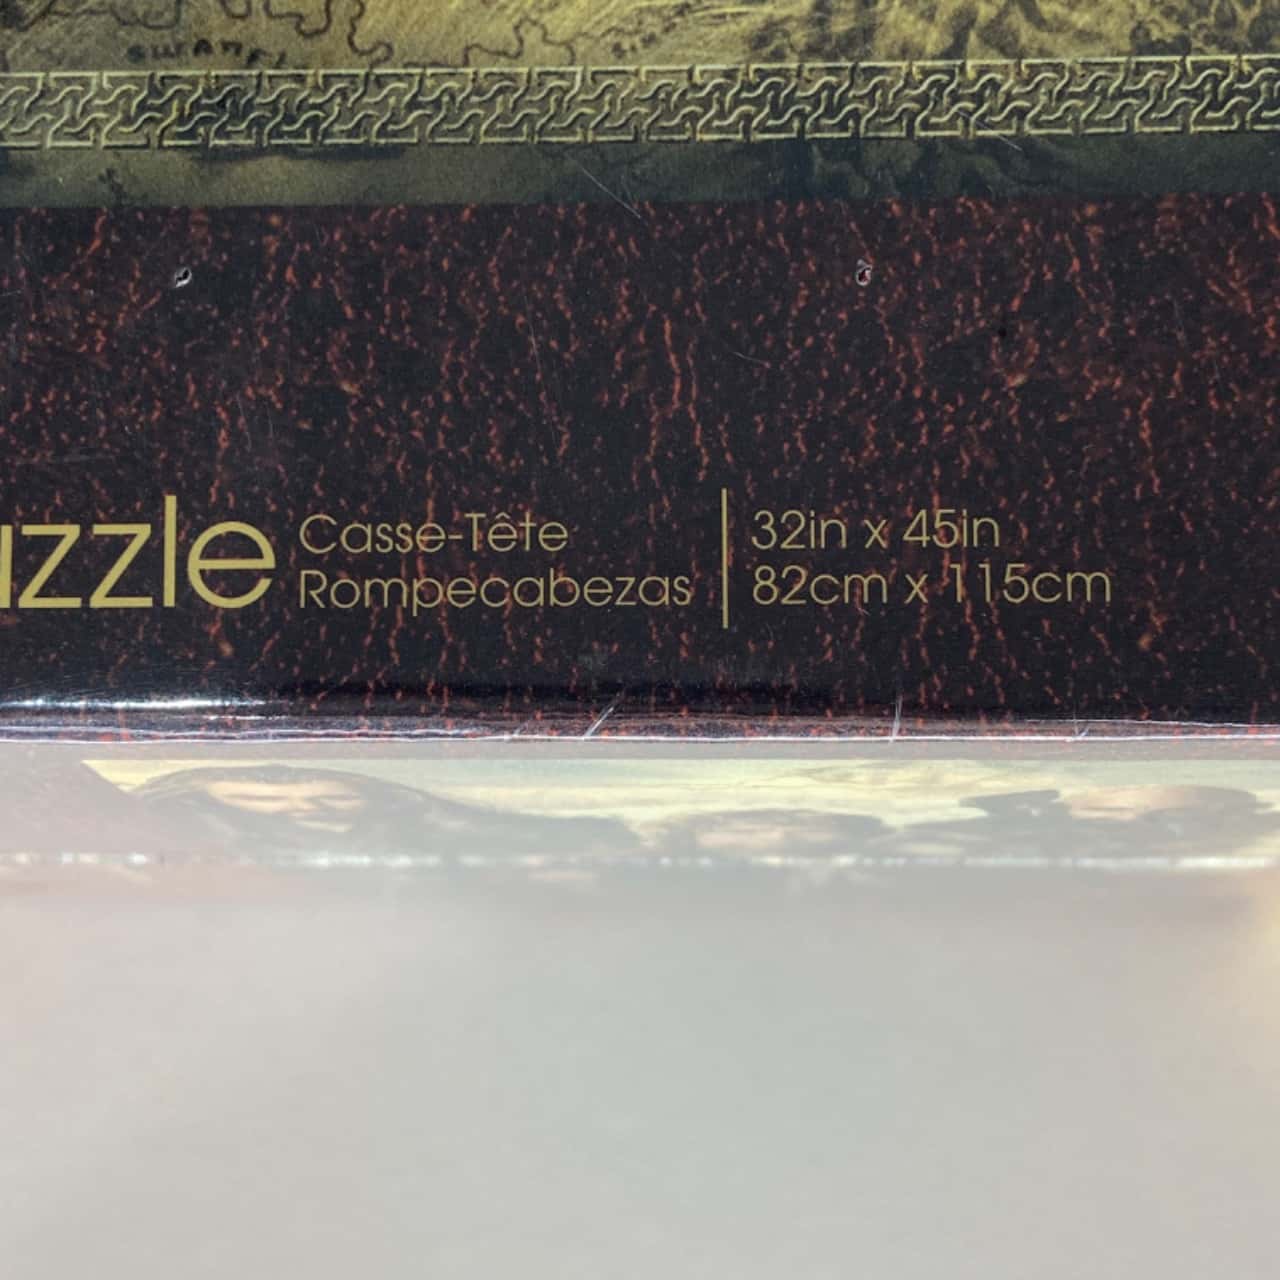 uzzle
Casse-Tête
Rompecabezas
32in x 45in
82cm x 115cm